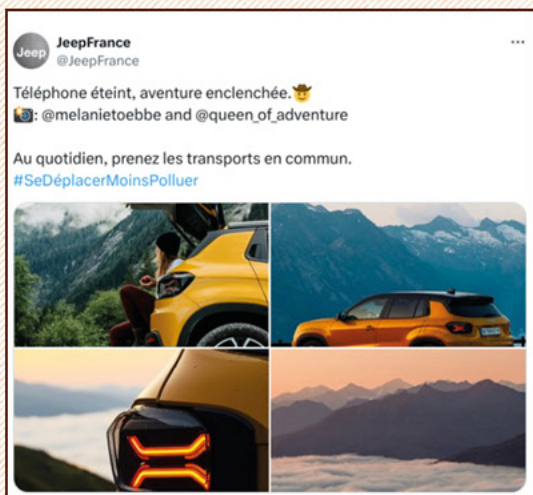 Jeep
JeepFrance
@JeepFrance
Téléphone éteint, aventure enclenchée.🤠
📸: @melanietoebbe and @queen_of_adventure
Au quotidien, prenez les transports en commun.
#SeDéplacerMoinsPolluer